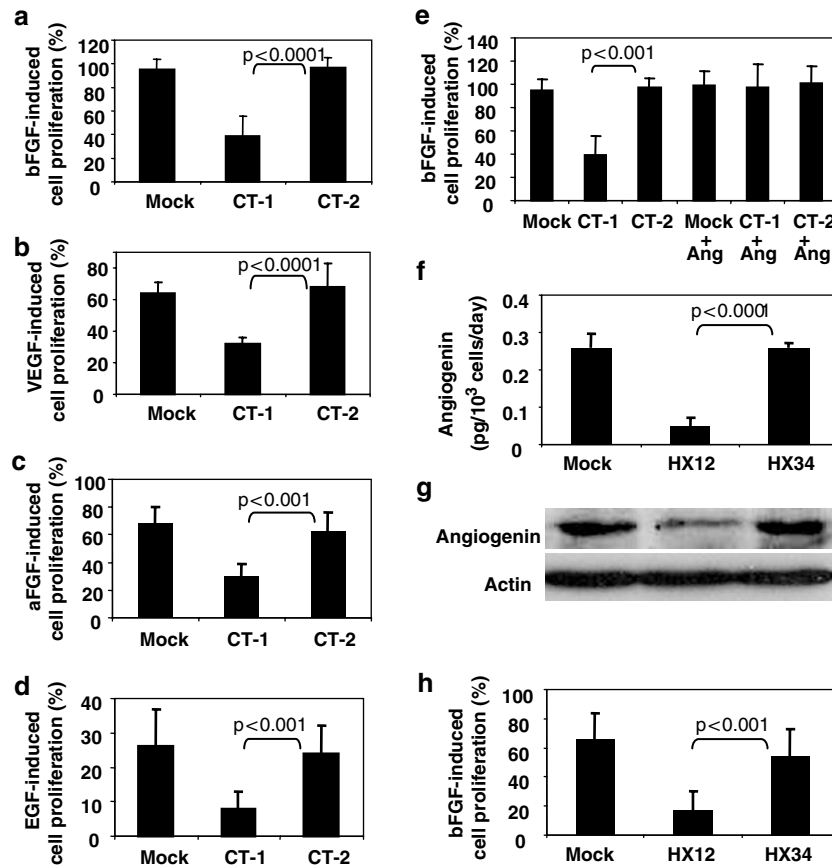 a
bFGF-induced
cell proliferation (%)
120
100
80
60
40
20
0
p<0.0001
Mock CT-1 CT-2
b
VEGF-induced
cell proliferation (%)
80
60
40
20
0
p<0.0001
Mock CT-1 CT-2
c
aFGF-induced
cell proliferation (%)
100
80
60
40
20
0
p<0.001
Mock CT-1 CT-2
d
EGF-induced
cell proliferation (%)
40
30
20
10
0
p<0.001
Mock CT-1 CT-2
e
bFGF-induced
cell proliferation (%)
140
120
100
80
60
40
20
0
p<0.001
Mock CT-1 CT-2 Mock CT-1 CT-2
+ + +
Ang Ang Ang
f
Angiogenin
(pg/10³ cells/day)
0.4
0.3
0.2
0.1
0
p<0.0001
Mock HX12 HX34
g
Angiogenin
Actin
h
bFGF-induced
cell proliferation (%)
100
80
60
40
20
0
p<0.001
Mock HX12 HX34